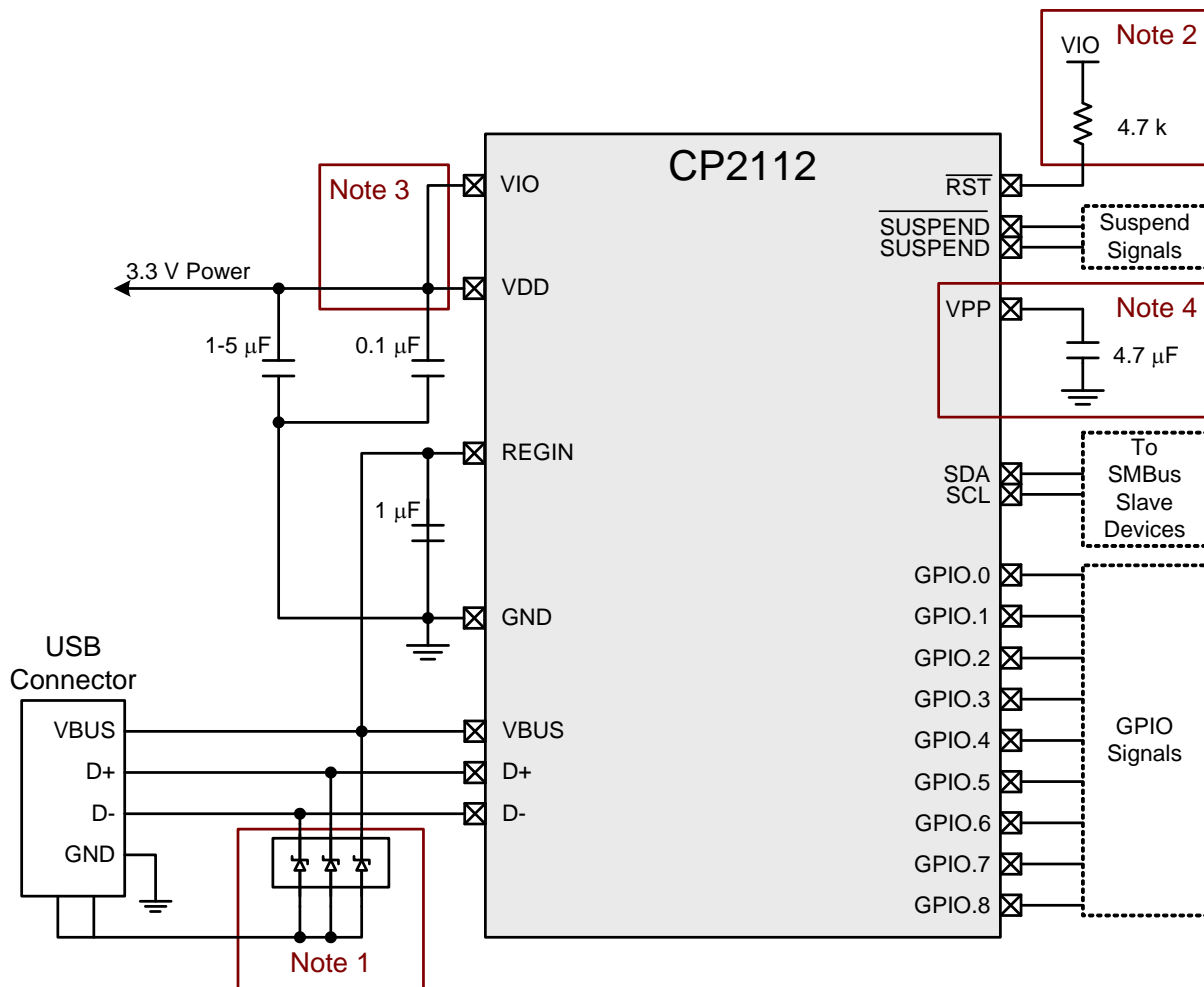 Note 2
VIO
4.7 k
CP2112
Note 3
VIO
RST
SUSPEND
SUSPEND
Suspend
Signals
3.3 V Power
VDD
VPP
Note 4
1-5 µF
0.1 µF
4.7 µF
REGIN
1 µF
SDA
SCL
To
SMBus
Slave
Devices
GND
GPIO.0
GPIO.1
GPIO.2
GPIO.3
GPIO.4
GPIO.5
GPIO.6
GPIO.7
GPIO.8
GPIO
Signals
USB
Connector
VBUS
D+
D-
GND
VBUS
D+
D-
Note 1